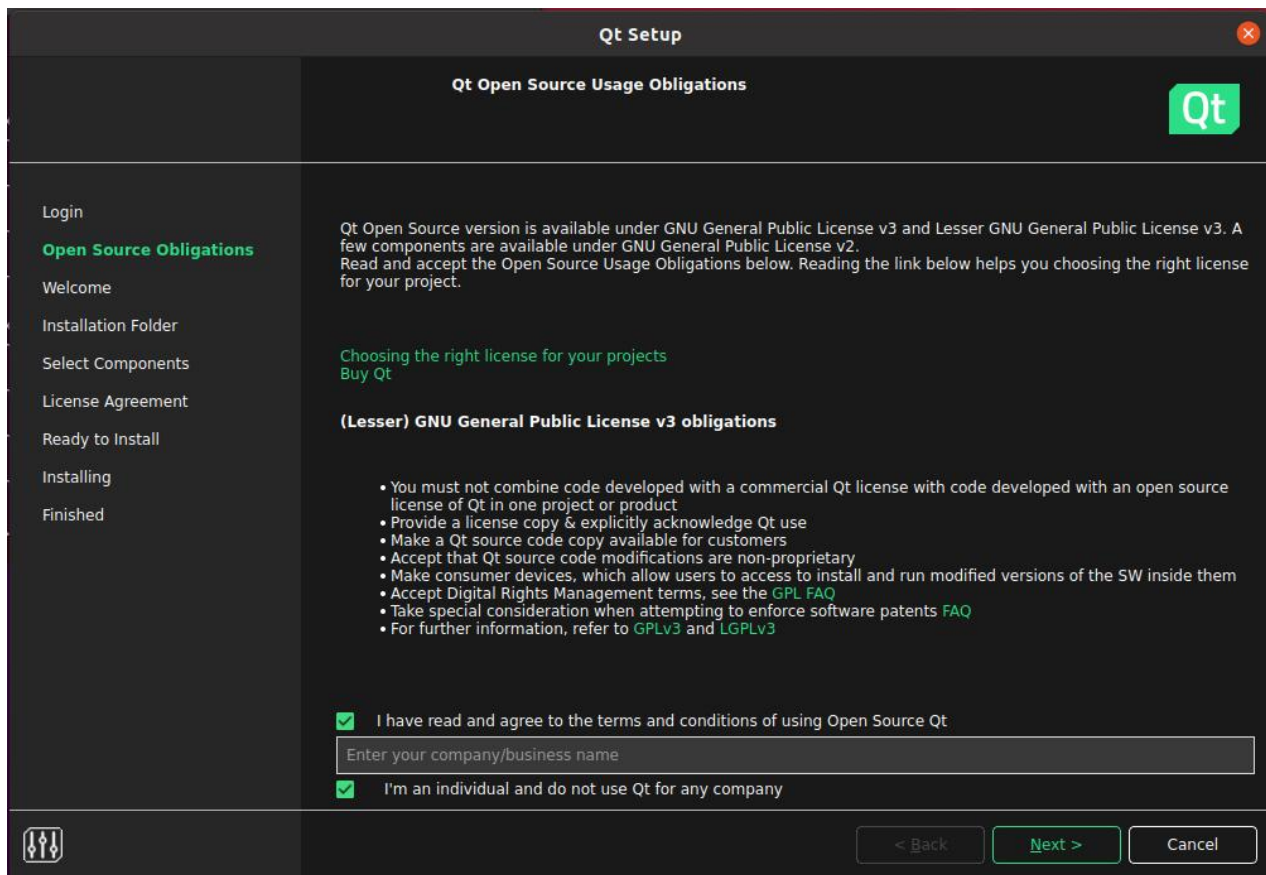 Qt Setup
Qt Open Source Usage Obligations
Qt
Login
Open Source Obligations
Welcome
Installation Folder
Select Components
License Agreement
Ready to Install
Installing
Finished
Qt Open Source version is available under GNU General Public License v3 and Lesser GNU General Public License v3. A
few components are available under GNU General Public License v2.
Read and accept the Open Source Usage Obligations below. Reading the link below helps you choosing the right license
for your project.
Choosing the right license for your projects
Buy Qt
(Lesser) GNU General Public License v3 obligations
• You must not combine code developed with a commercial Qt license with code developed with an open source
license of Qt in one project or product
• Provide a license copy & explicitly acknowledge Qt use
• Make a Qt source code copy available for customers
• Accept that Qt source code modifications are non-proprietary
• Make consumer devices, which allow users to access to install and run modified versions of the SW inside them
• Accept Digital Rights Management terms, see the GPL FAQ
• Take special consideration when attempting to enforce software patents FAQ
• For further information, refer to GPLv3 and LGPLv3
I have read and agree to the terms and conditions of using Open Source Qt
Enter your company/business name
I'm an individual and do not use Qt for any company
< Back
Next >
Cancel